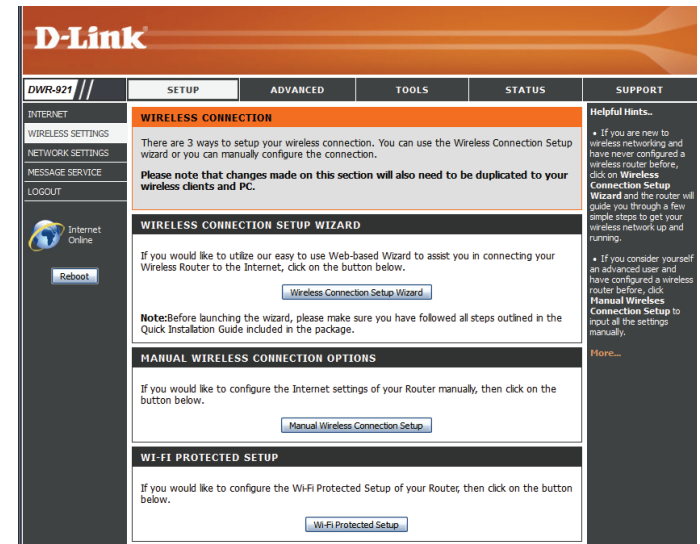 D-Link
DWR-921
SETUP
ADVANCED
TOOLS
STATUS
SUPPORT
INTERNET
WIRELESS SETTINGS
NETWORK SETTINGS
MESSAGE SERVICE
LOGOUT
Internet
Online
Reboot
WIRELESS CONNECTION
There are 3 ways to setup your wireless connection. You can use the Wireless Connection Setup
wizard or you can manually configure the connection.
Please note that changes made on this section will also need to be duplicated to your
wireless clients and PC.
WIRELESS CONNECTION SETUP WIZARD
If you would like to utilize our easy to use Web-based Wizard to assist you in connecting your
Wireless Router to the Internet, click on the button below.
Wireless Connection Setup Wizard
Note:Before launching the wizard, please make sure you have followed all steps outlined in the
Quick Installation Guide included in the package.
MANUAL WIRELESS CONNECTION OPTIONS
If you would like to configure the Internet settings of your Router manually, then click on the
button below.
Manual Wireless Connection Setup
WI-FI PROTECTED SETUP
If you would like to configure the Wi-Fi Protected Setup of your Router, then click on the button
below.
Wi-Fi Protected Setup
Helpful Hints..
• If you are new to
wireless networking and
have never configured a
wireless router before,
click on Wireless
Connection Setup
Wizard and the router will
guide you through a few
simple steps to get your
wireless network up and
running.
• If you consider yourself
an advanced user and
have configured a wireless
router before, click
Manual Wirelses
Connection Setup to
input all the settings
manually.
More...